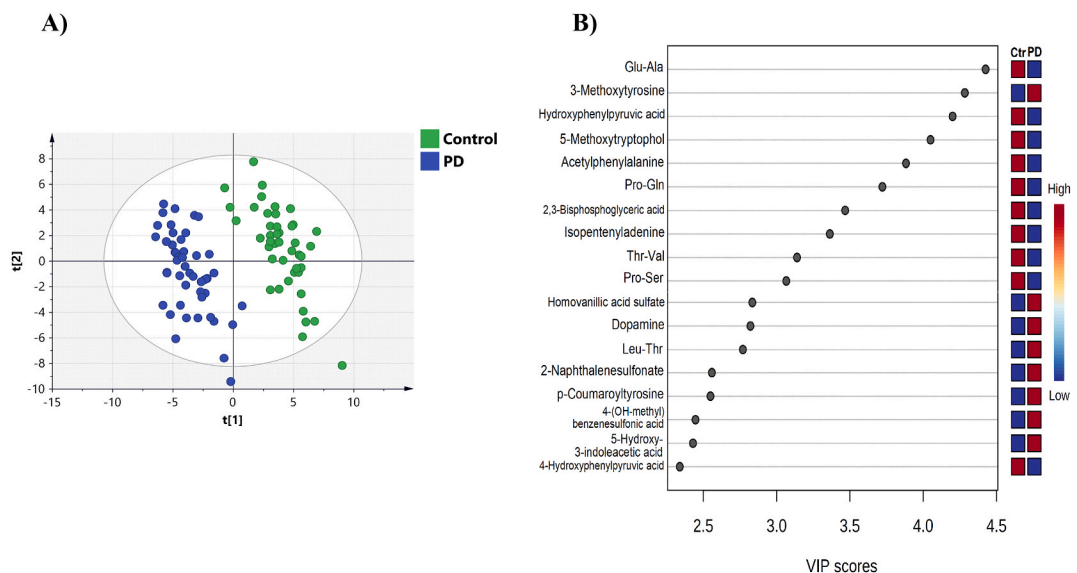 A)
B)
Control
PD
8
6
4
2
0
-2
-4
-6
-8
-10
-15
-10
-5
0
5
10
t[2]
t[1]
Ctr PD
Glu-Ala
3-Methoxytyrosine
Hydroxyphenylpyruvic acid
5-Methoxytryptophol
Acetylphenylalanine
Pro-Gln
2,3-Bisphosphoglyceric acid
Isopentenyladenine
Thr-Val
Pro-Ser
Homovanillic acid sulfate
Dopamine
Leu-Thr
2-Naphthalenesulfonate
p-Coumaroyltyrosine
4-(OH-methyl)
benzenesulfonic acid
5-Hydroxy-
3-indoleacetic acid
4-Hydroxyphenylpyruvic acid
High
Low
2.5
3.0
3.5
4.0
4.5
VIP scores